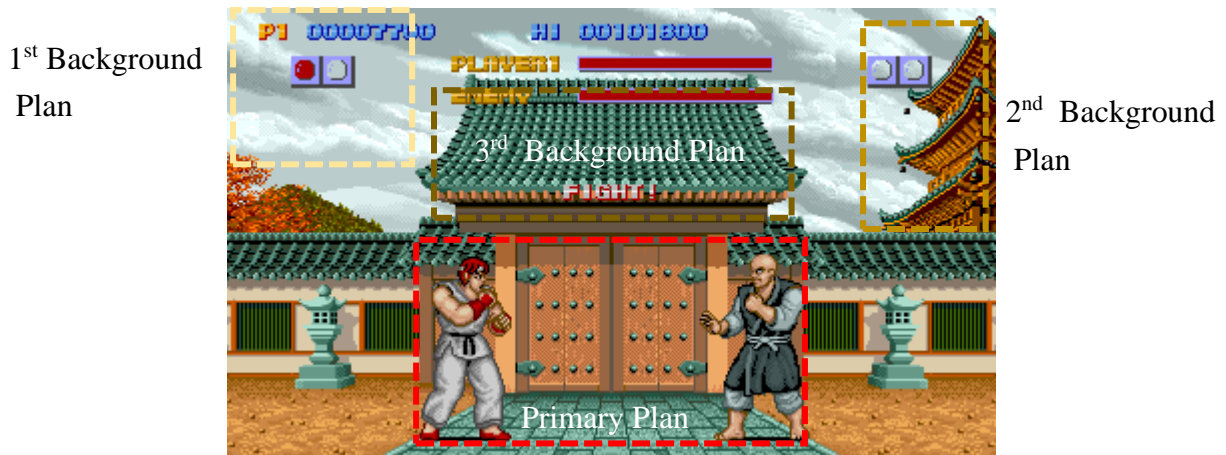 P1 00007740 HI 00101800
1st Background
Plan
PLAYER1
ENEMY
2nd Background
Plan
3rd Background Plan
FIGHT!
Primary Plan